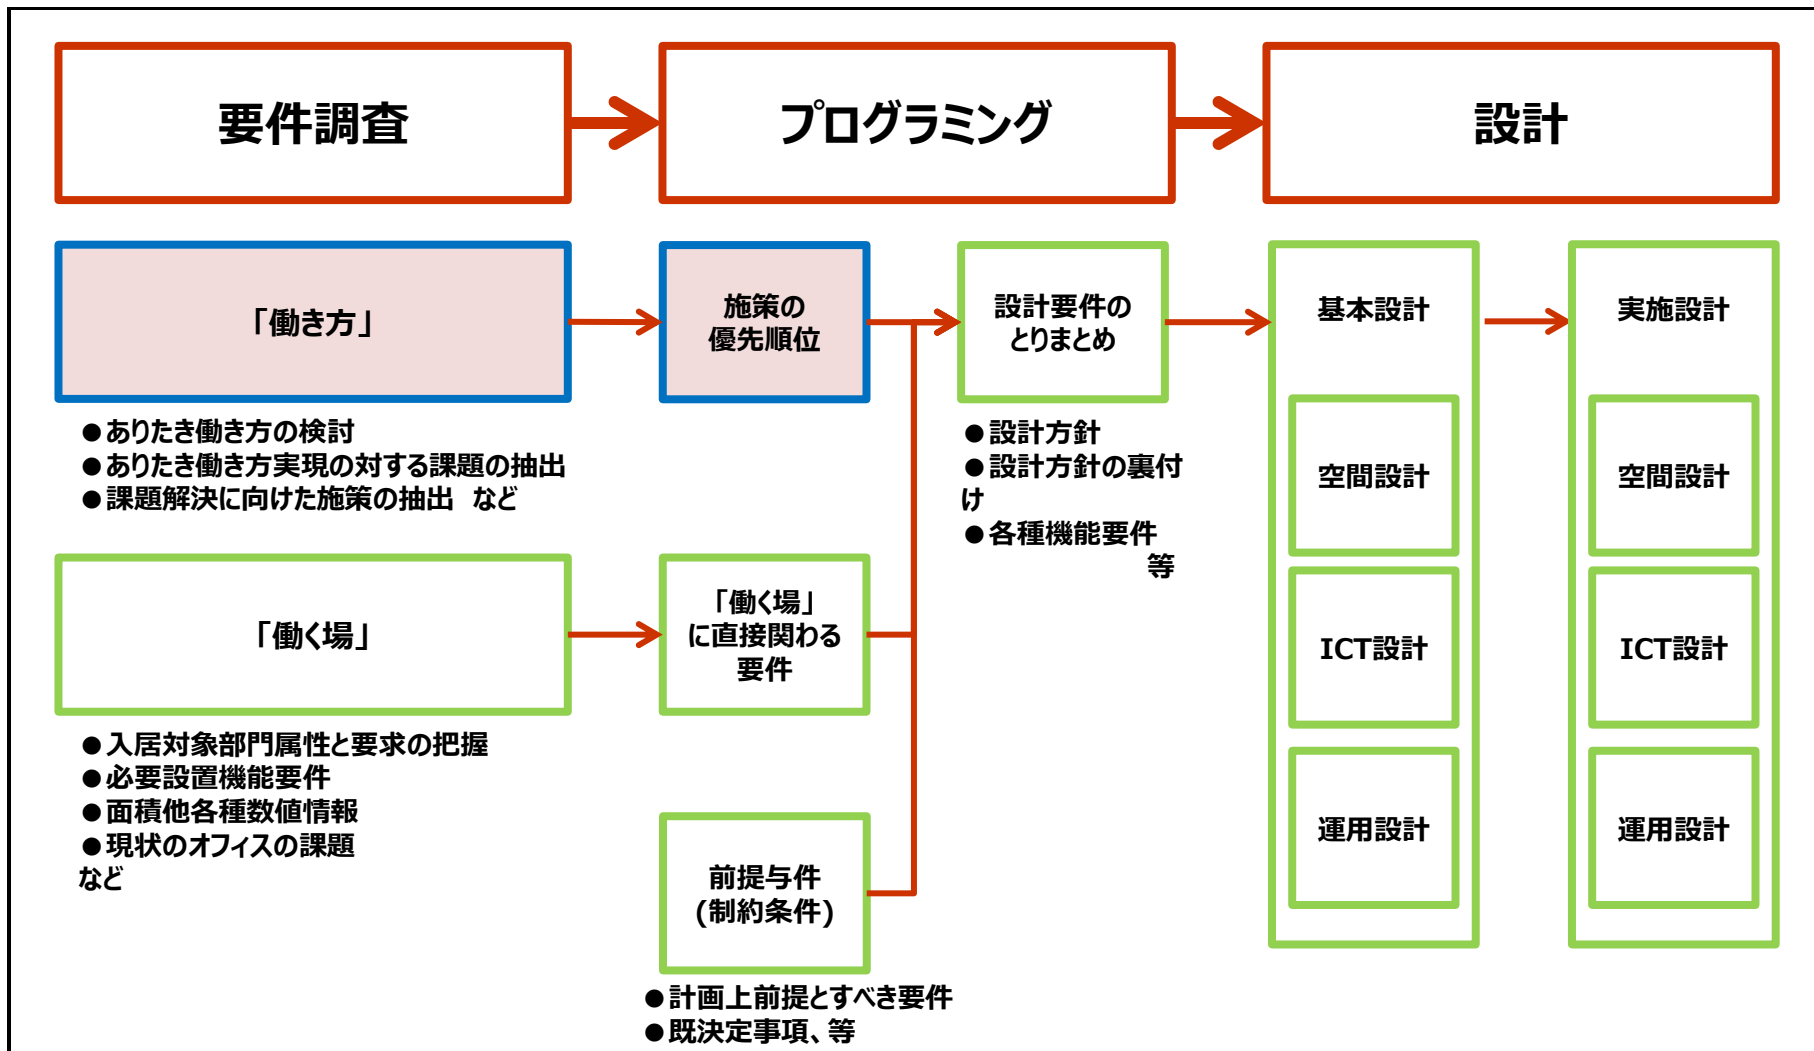 要件調査
プログラミング
設計
「働き方」
施策の
優先順位
設計要件の
とりまとめ
基本設計
実施設計
●ありたき働き方の検討
●ありたき働き方実現の対する課題の抽出
●課題解決に向けた施策の抽出　など
●設計方針
●設計方針の裏付
け
●各種機能要件
等
空間設計
空間設計
「働く場」
「働く場」
に直接関わる
要件
ICT設計
ICT設計
●入居対象部門属性と要求の把握
●必要設置機能要件
●面積他各種数値情報
●現状のオフィスの課題
など
前提与件
(制約条件)
運用設計
運用設計
●計画上前提とすべき要件
●既決定事項、等